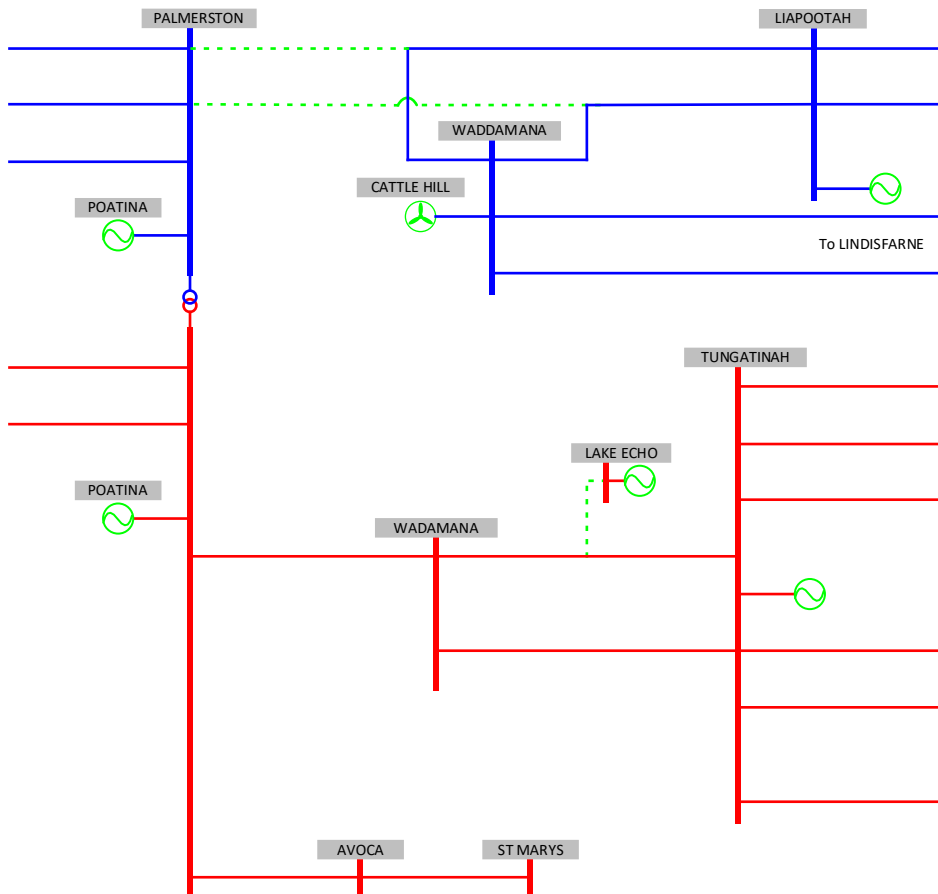 PALMERSTON
LIAPOOTAH
WADDAMANA
CATTLE HILL
POATINA
To LINDISFARNE
TUNGATINAH
LAKE ECHO
POATINA
WADAMANA
AVOCA
ST MARYS